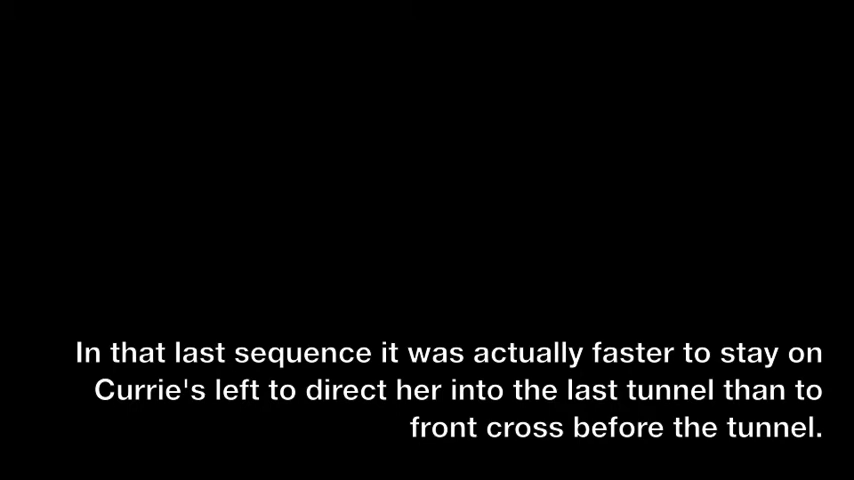 In that last sequence it was actually faster to stay on
Currie's left to direct her into the last tunnel than to
front cross before the tunnel.